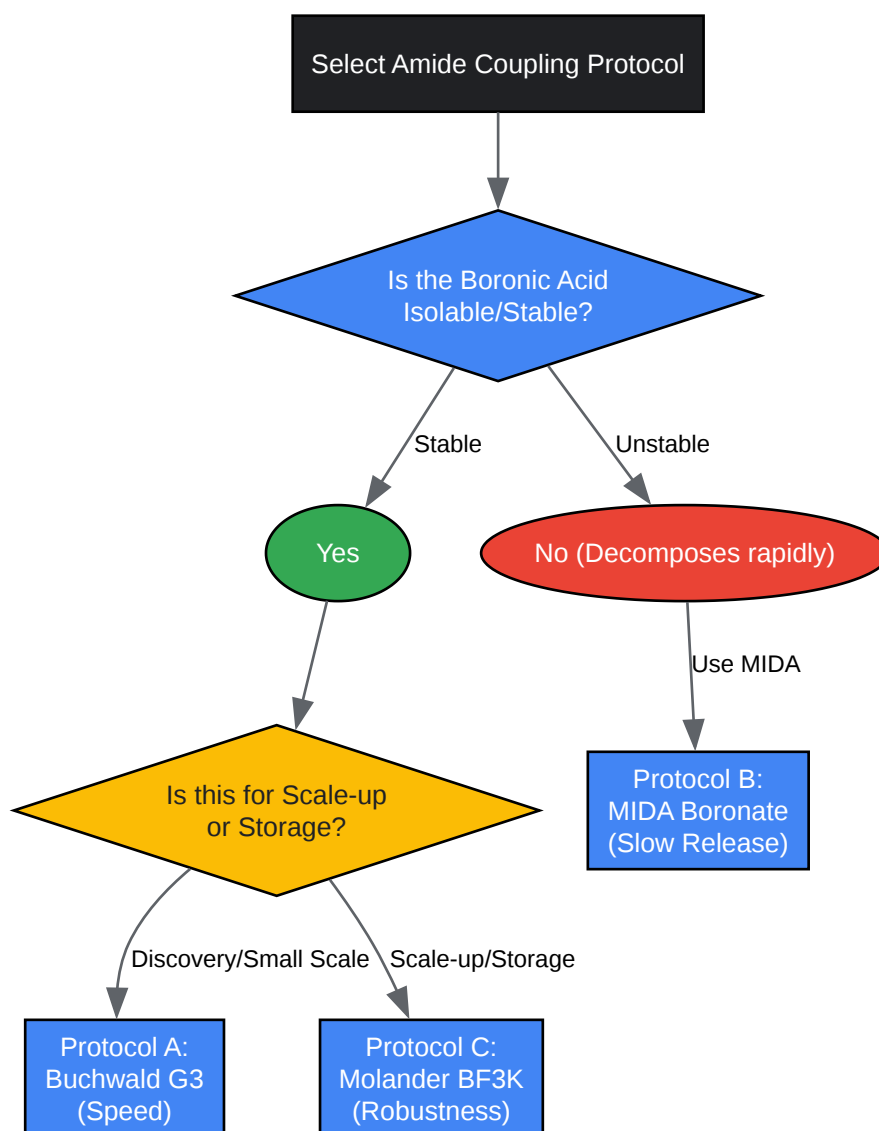 Select Amide Coupling Protocol
Is the Boronic Acid
Isolable/Stable?
Stable
Unstable
Yes
No (Decomposes rapidly)
Use MIDA
Is this for Scale-up
or Storage?
Protocol B:
MIDA Boronate
(Slow Release)
Discovery/Small Scale
Scale-up/Storage
Protocol A:
Buchwald G3
(Speed)
Protocol C:
Molander BF3K
(Robustness)